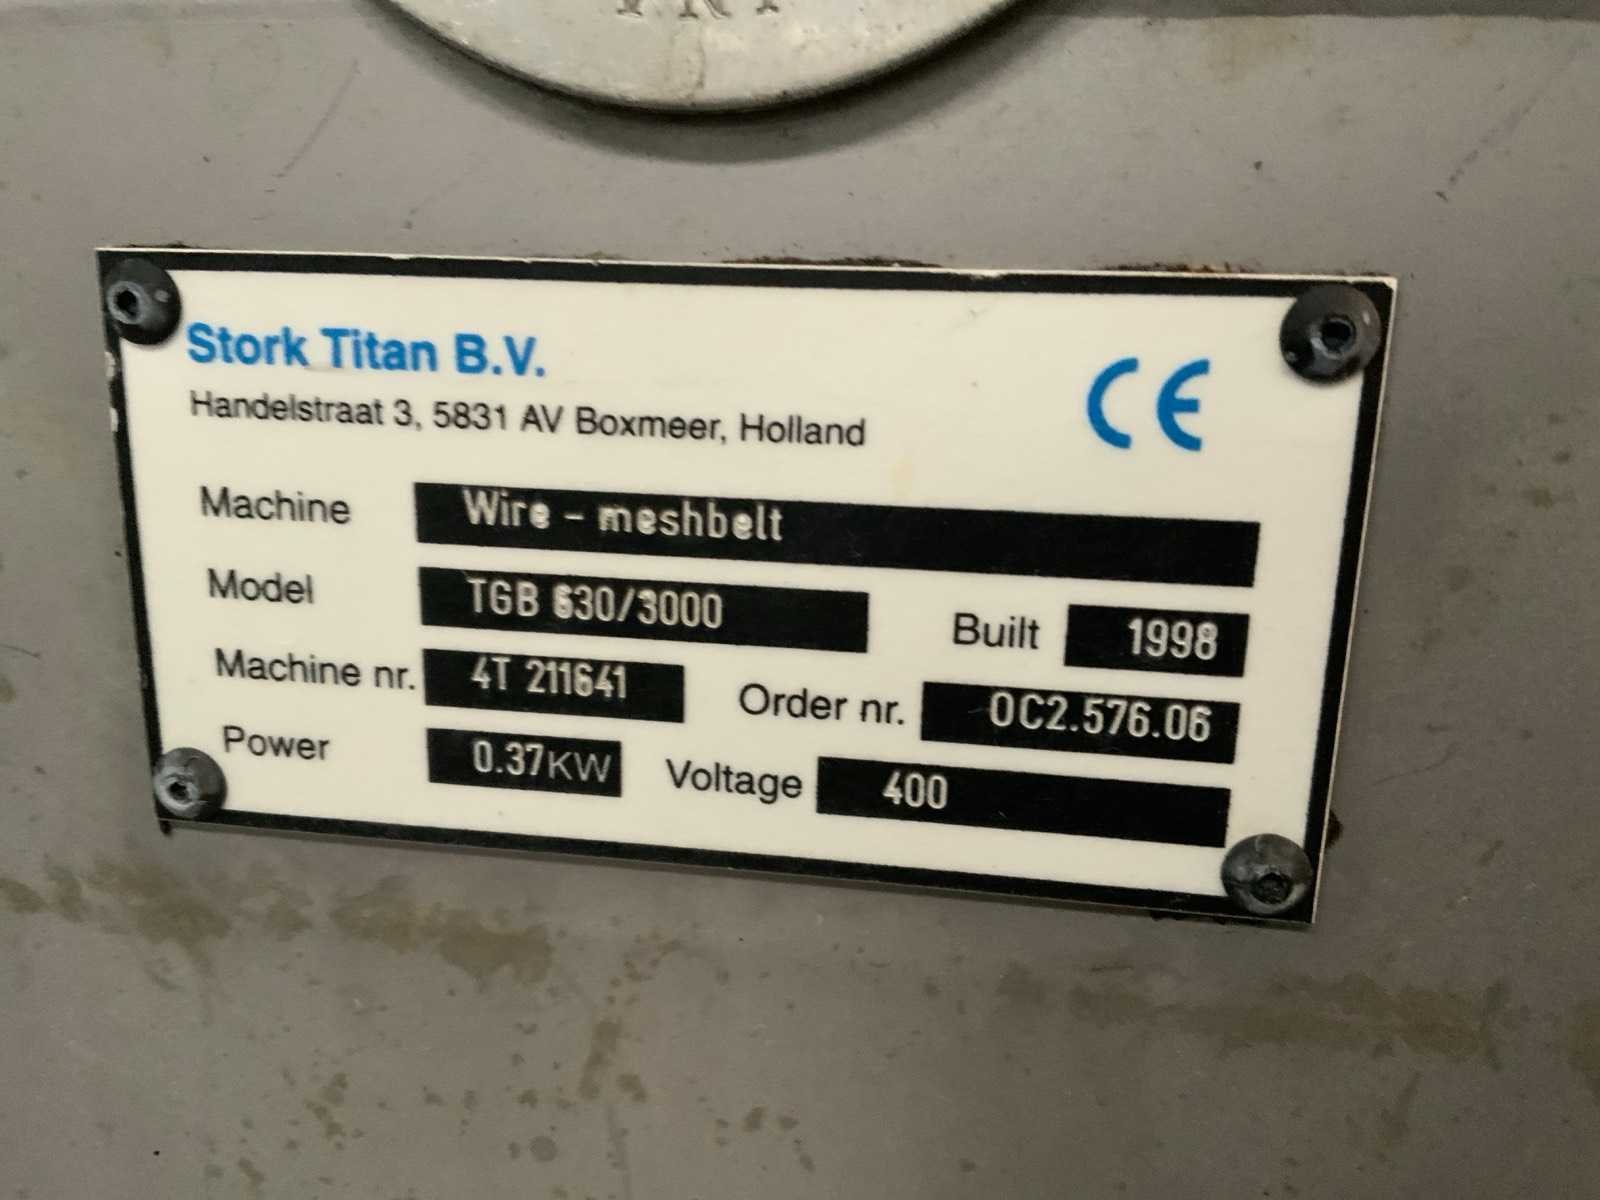 Stork Titan B.V.
CE
Handelstraat 3, 5831 AV Boxmeer, Holland
Machine Wire - meshbelt
Model TGB 630/3000 Built 1998
Machine nr. 4T 211641 Order nr. OC2.576.06
Power 0.37KW Voltage 400